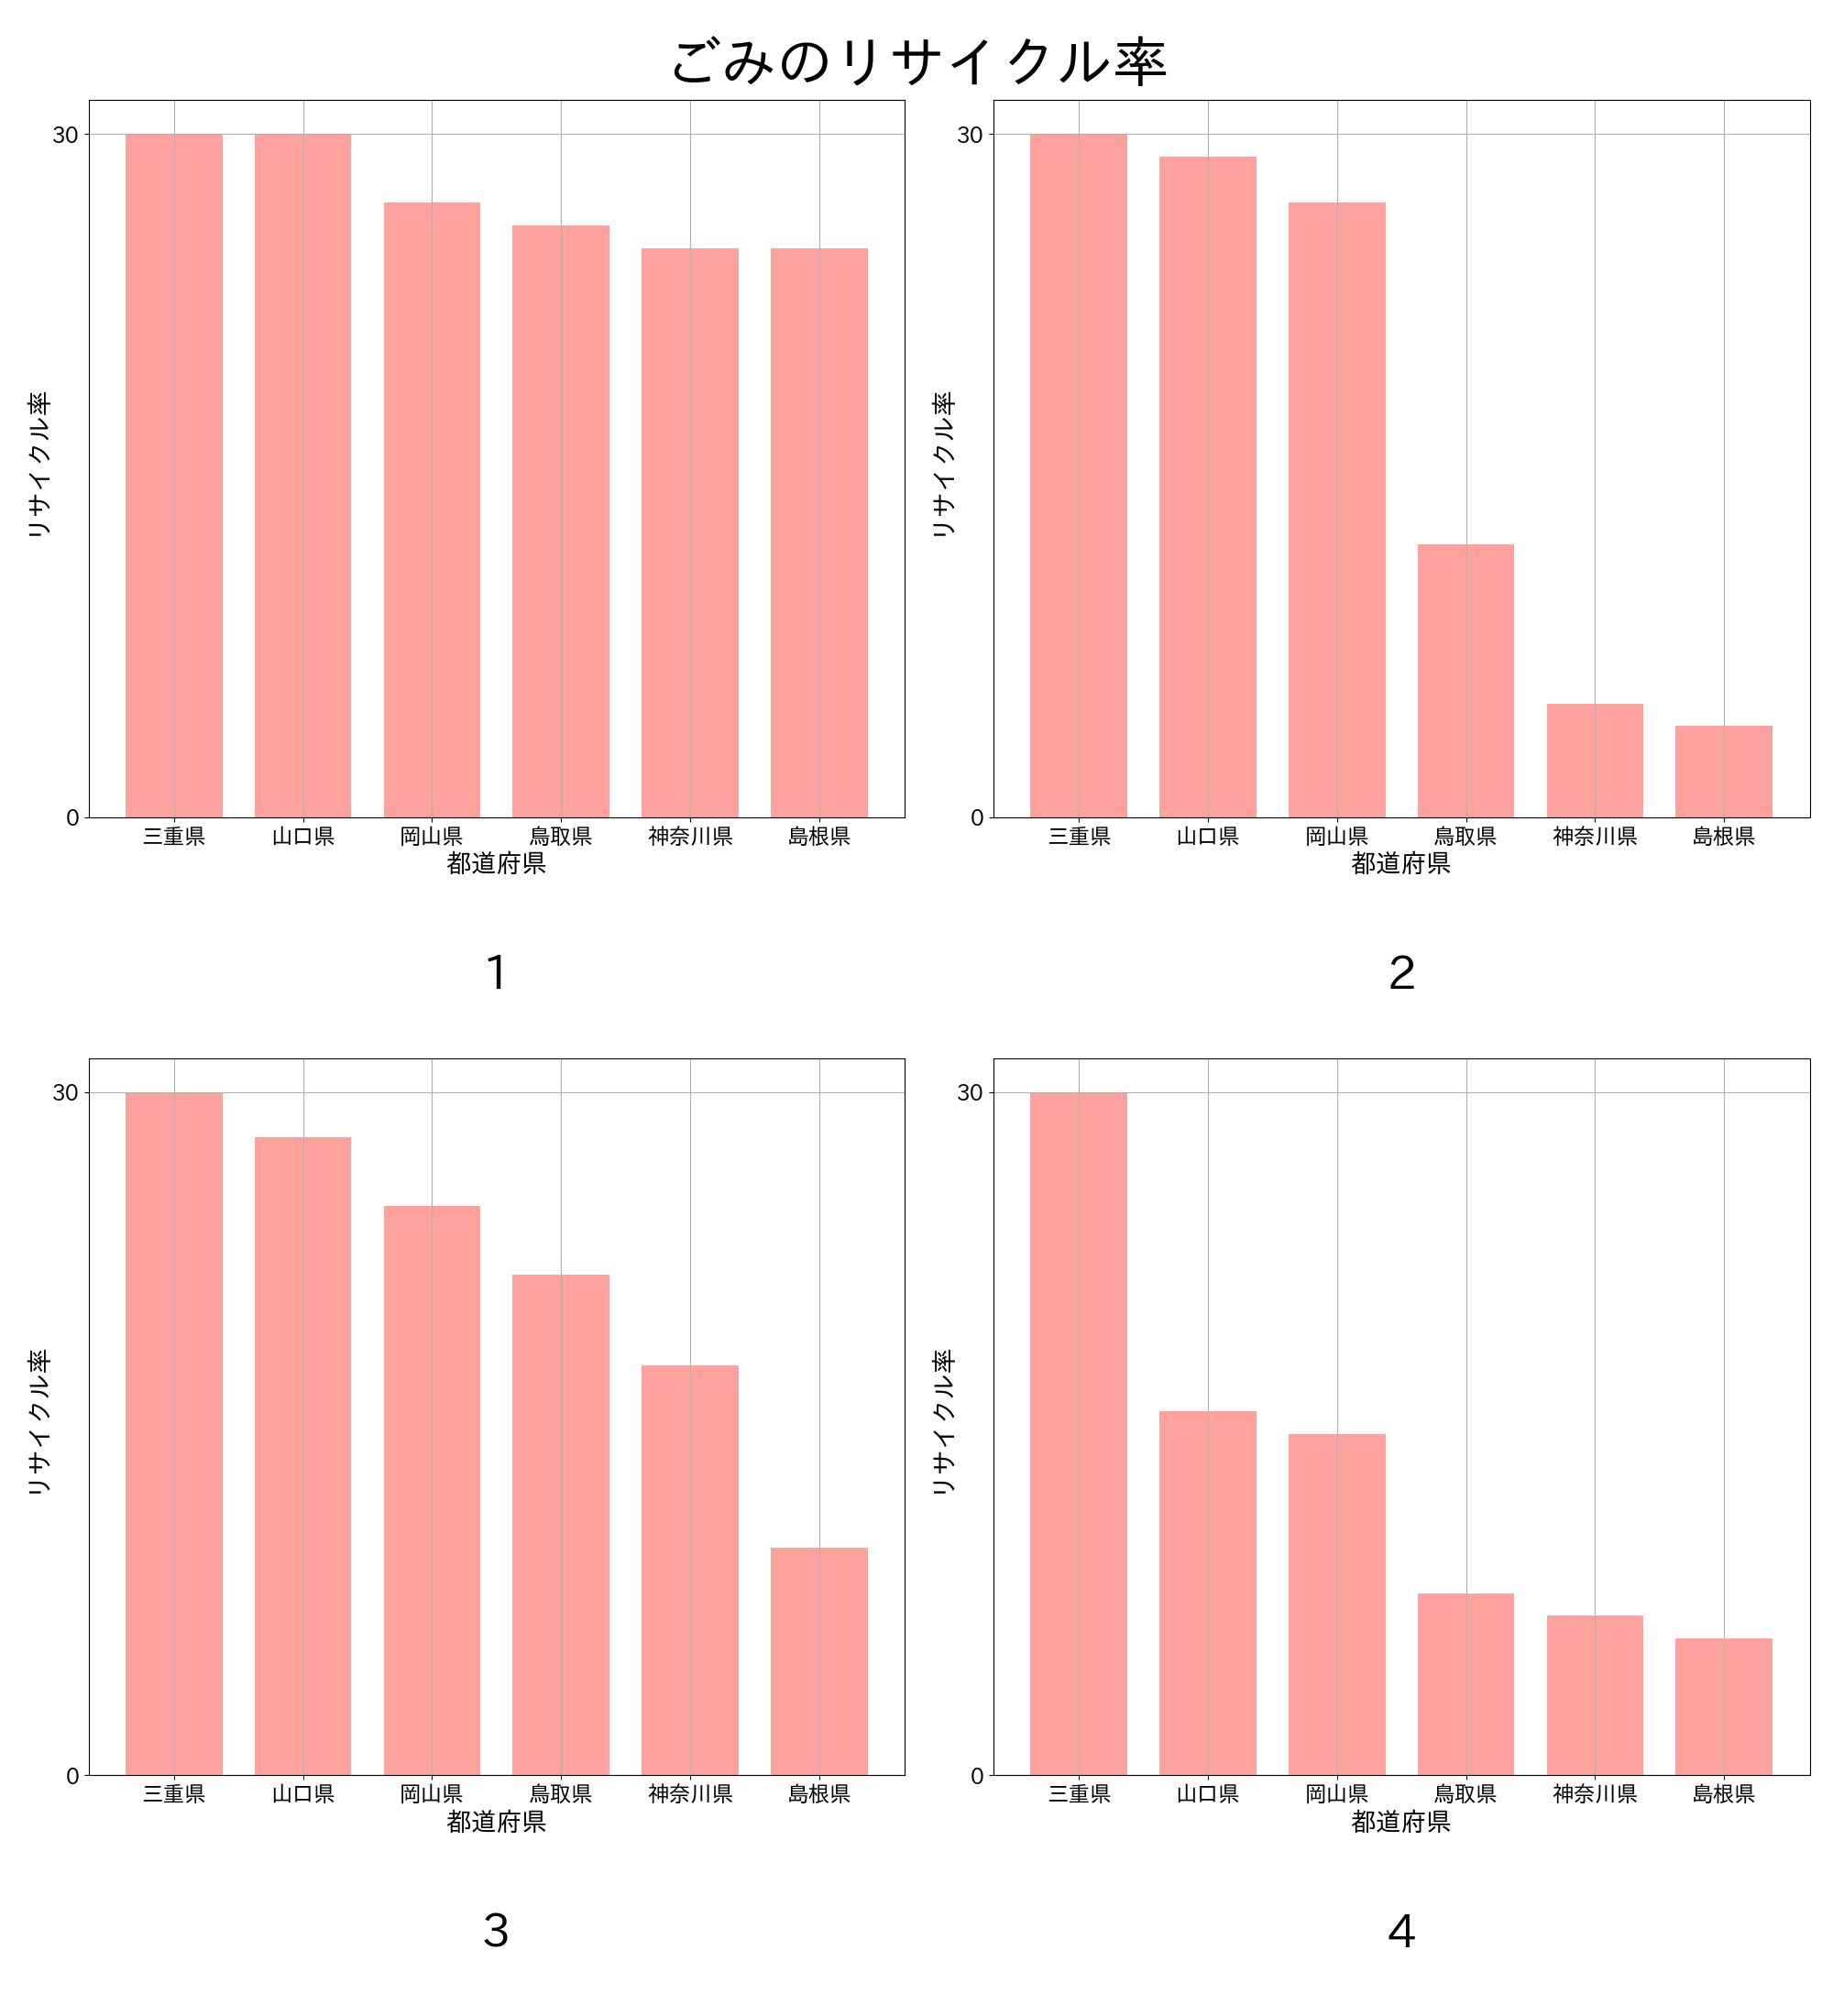 ごみのリサイクル率
30
0
リサイクル率
三重県 山口県 岡山県 鳥取県 神奈川県 島根県
都道府県
1
30
0
リサイクル率
三重県 山口県 岡山県 鳥取県 神奈川県 島根県
都道府県
2
30
0
リサイクル率
三重県 山口県 岡山県 鳥取県 神奈川県 島根県
都道府県
3
30
0
リサイクル率
三重県 山口県 岡山県 鳥取県 神奈川県 島根県
都道府県
4